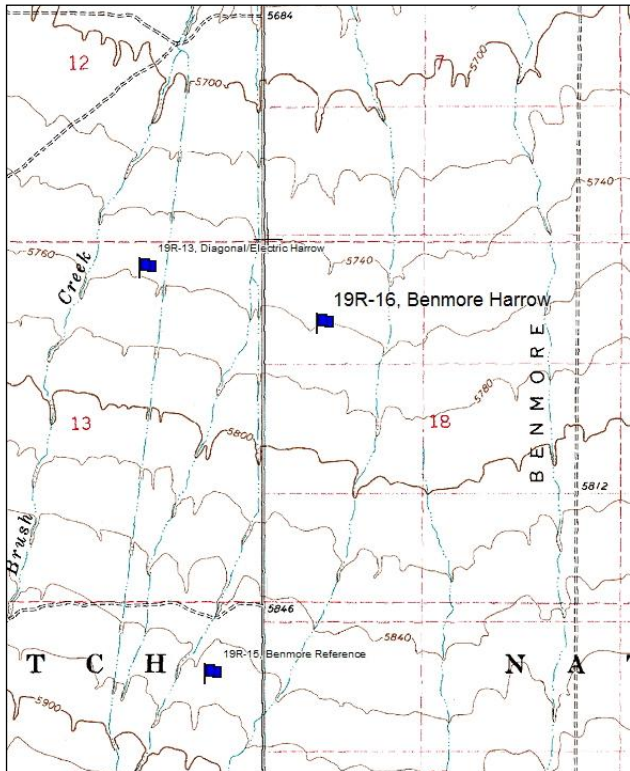 5684
12
7
5700
5700
5740
19R-13, Diagonal/Electric Harrow
5760
5740
Creek
19R-16, Benmore Harrow
BENMORE
5780
13
18
5800
5812
Brush
5846
5840
19R-15, Benmore Reference
T C H
N A T
5900